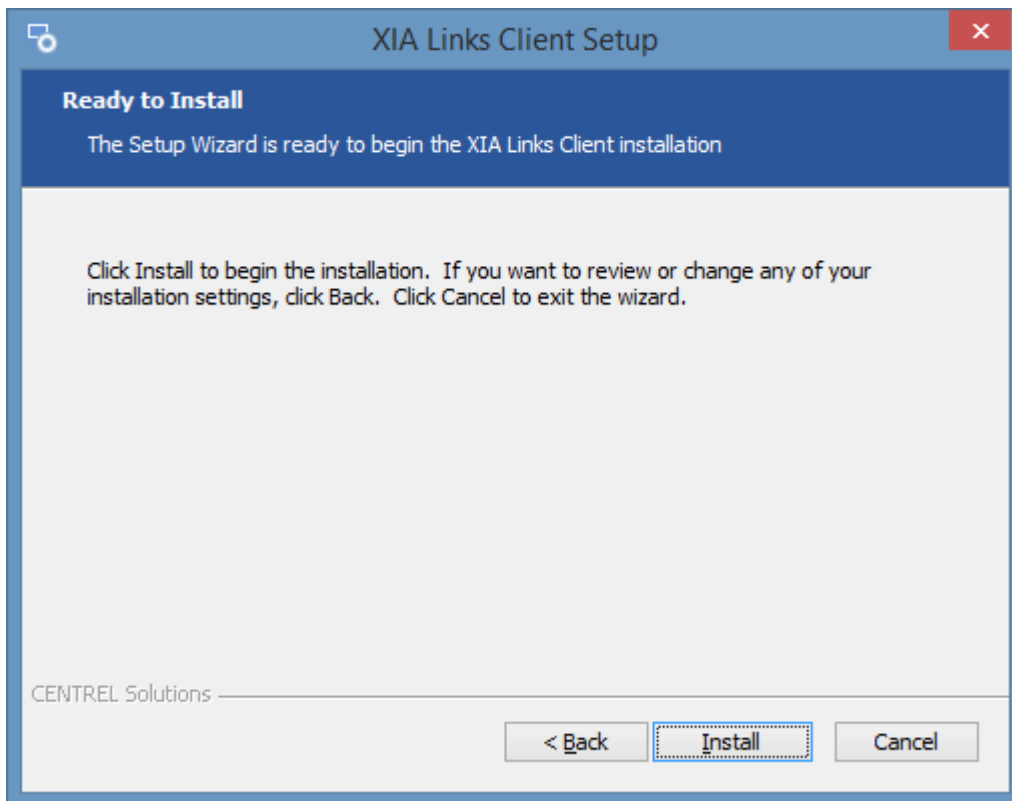 XIA Links Client Setup
Ready to Install
The Setup Wizard is ready to begin the XIA Links Client installation
Click Install to begin the installation.  If you want to review or change any of your
installation settings, click Back.  Click Cancel to exit the wizard.
CENTREL Solutions
< Back Install Cancel